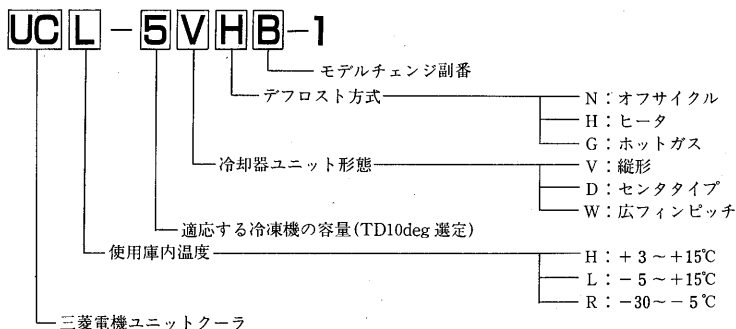 UCL-5VHB-1
モデルチェンジ副番
デフロスト方式
N：オフサイクル
H：ヒータ
G：ホットガス
冷却器ユニット形態
V：縦形
D：センタタイプ
W：広フィンピッチ
適応する冷凍機の容量(TD10deg 選定)
使用庫内温度
H：＋3～＋15℃
L：－5～＋15℃
R：－30～－5℃
三菱電機ユニットクーラ